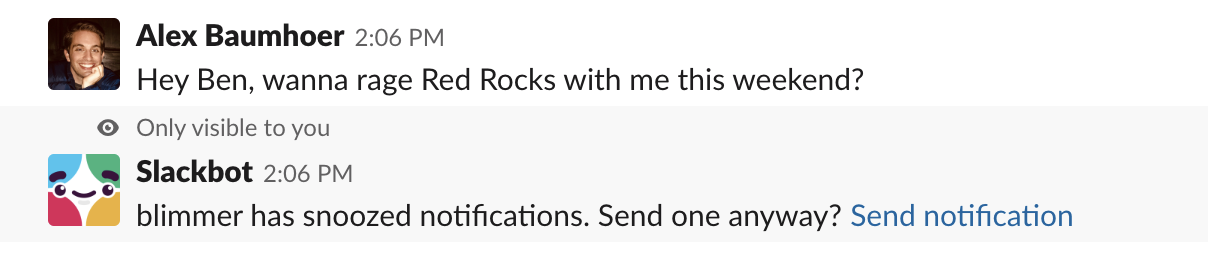 Alex Baumhoer 2:06 PM
Hey Ben, wanna rage Red Rocks with me this weekend?
Only visible to you
Slackbot 2:06 PM
blimmer has snoozed notifications. Send one anyway? Send notification